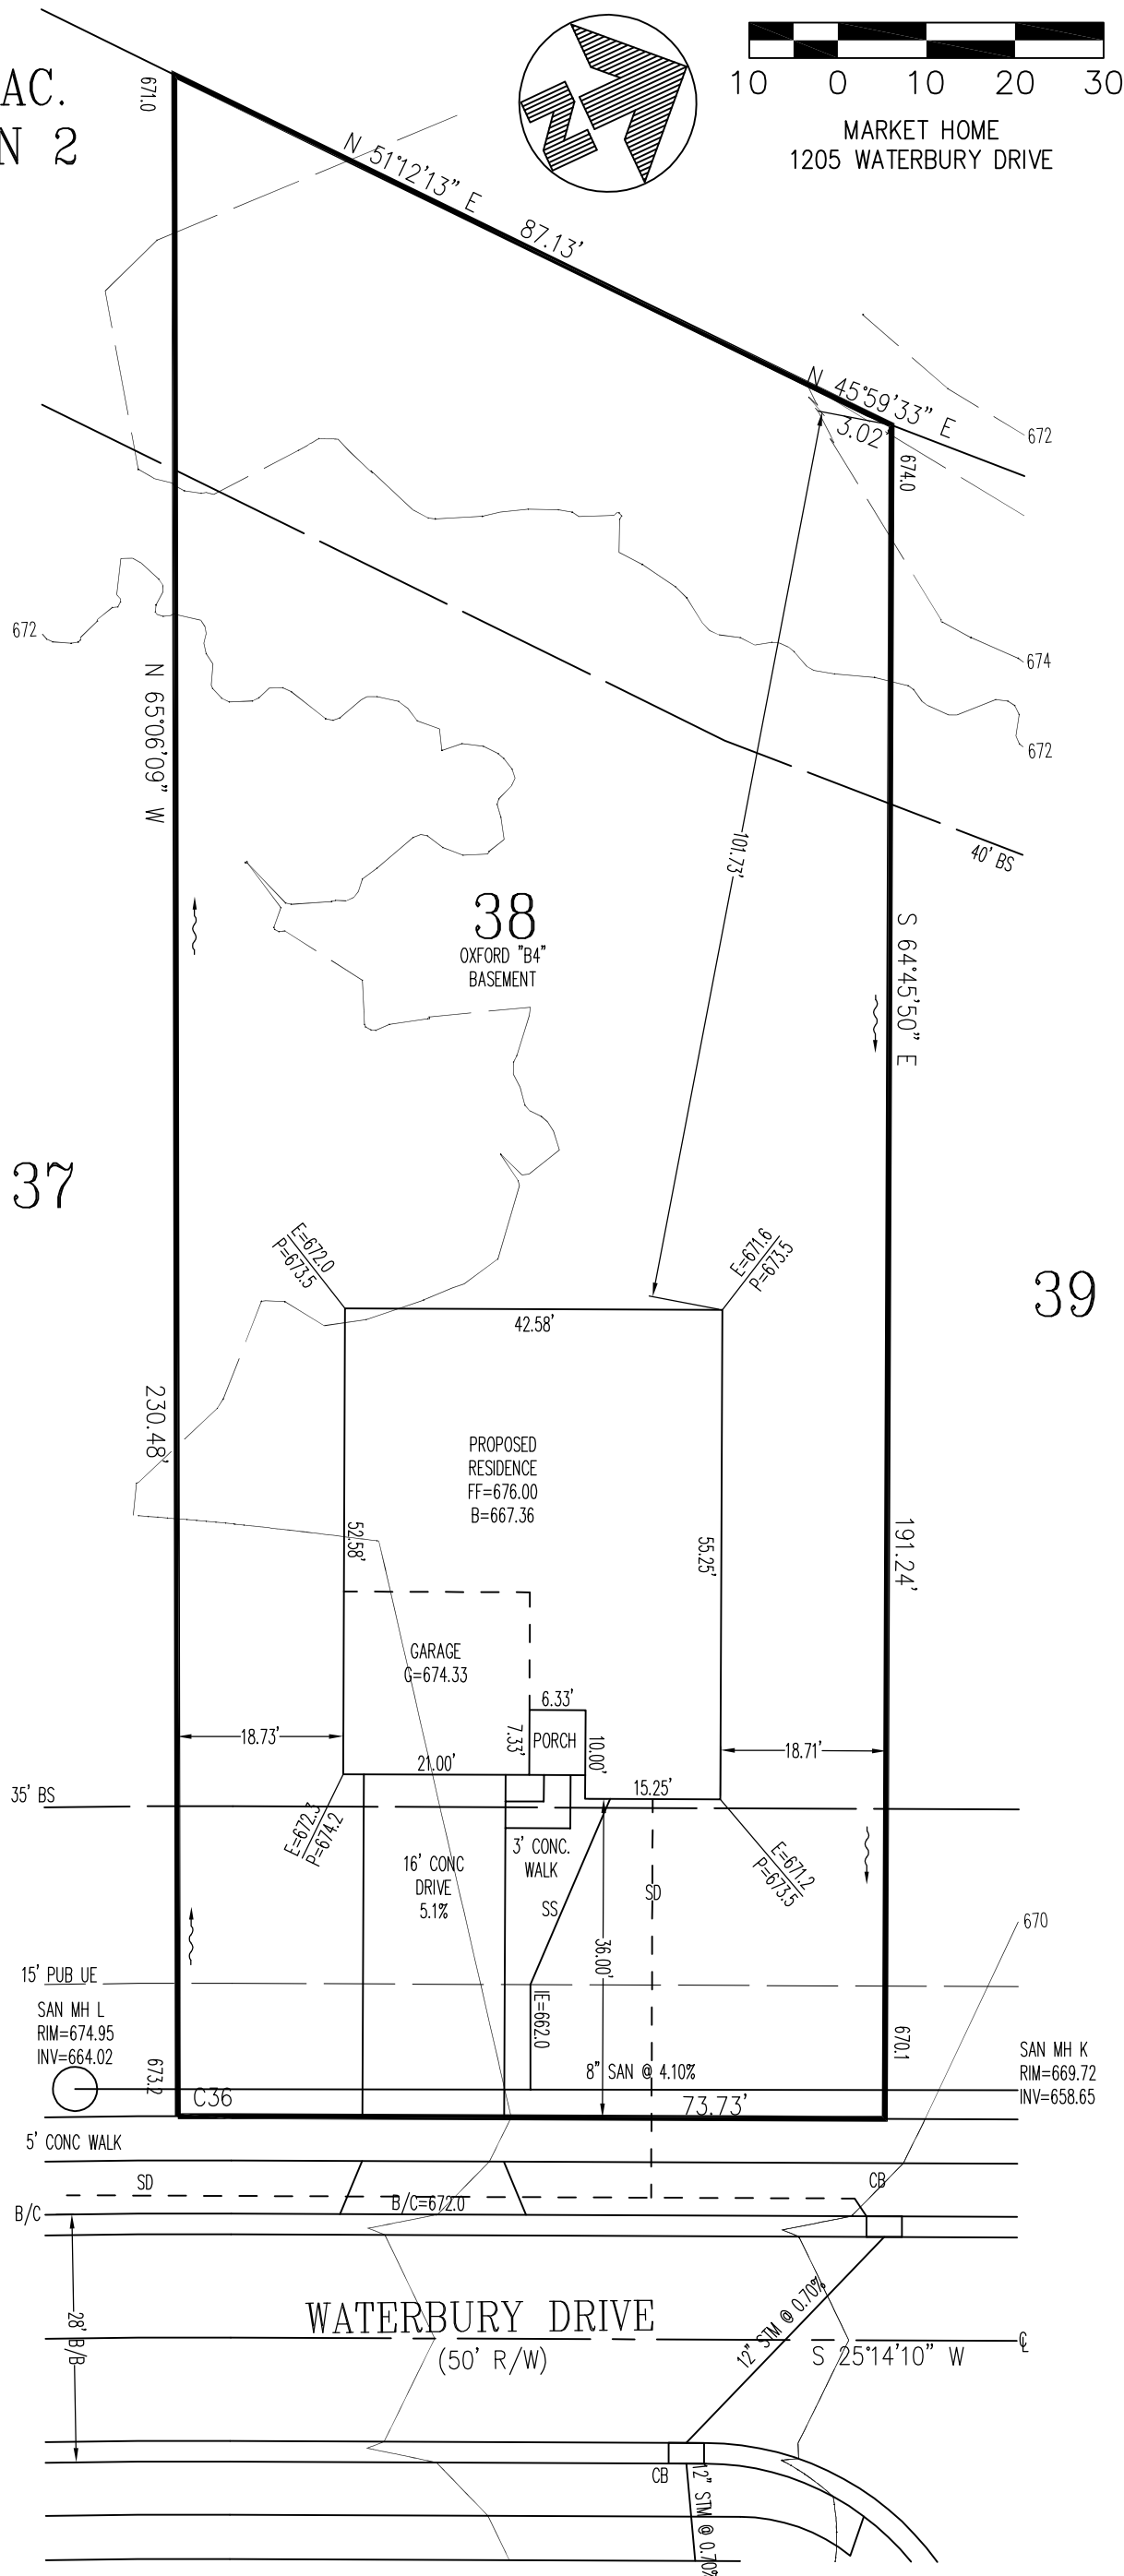 AC.
N 2
10 0 10 20 30
MARKET HOME
1205 WATERBURY DRIVE
N
671.0
N 51°12'13" E
87.13'
N 45°59'33" E
3.02'
674.0
672
672
674
672
N 65°06'09" W
101.73'
40' BS
38
OXFORD "B4"
BASEMENT
S 64°45'50" E
37
39
E=672.0
P=673.5
E=671.6
P=673.5
42.58'
230.48'
PROPOSED
RESIDENCE
FF=676.00
B=667.36
52.58'
55.25'
191.24'
GARAGE
G=674.33
6.33'
7.33'
PORCH
10.00'
18.73'
18.71'
21.00'
15.25'
35' BS
E=672.3
P=674.2
16' CONC
DRIVE
5.1%
3' CONC.
WALK
SS
SD
E=671.2
P=673.5
36.00'
670
15' PUB UE
SAN MH L
RIM=674.95
INV=664.02
IE=662.0
673.2
670.1
SAN MH K
RIM=669.72
INV=658.65
8" SAN @ 4.10%
C36
73.73'
5' CONC WALK
SD
CB
B/C
B/C=672.0
28' B/B
WATERBURY DRIVE
(50' R/W)
12" STM @ 0.70%
S 25°14'10" W
CL
CB
12" STM @ 0.70%